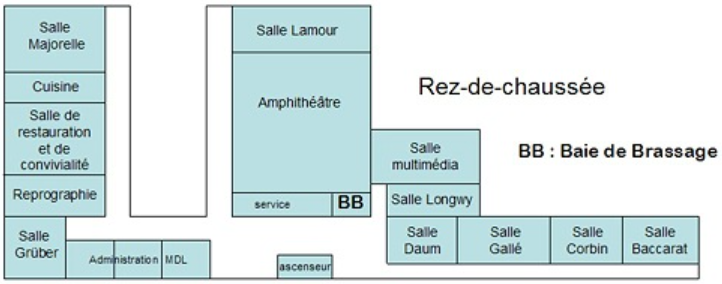 Salle
Majorelle
Cuisine
Salle de
restauration
et de
convivialité
Reprographie
Salle
Grüber
Administration
MDL
Salle Lamour
Amphithéâtre
service
BB
ascenseur
Rez-de-chaussée
BB : Baie de Brassage
Salle
multimédia
Salle Longwy
Salle
Daum
Salle
Gallé
Salle
Corbin
Salle
Baccarat